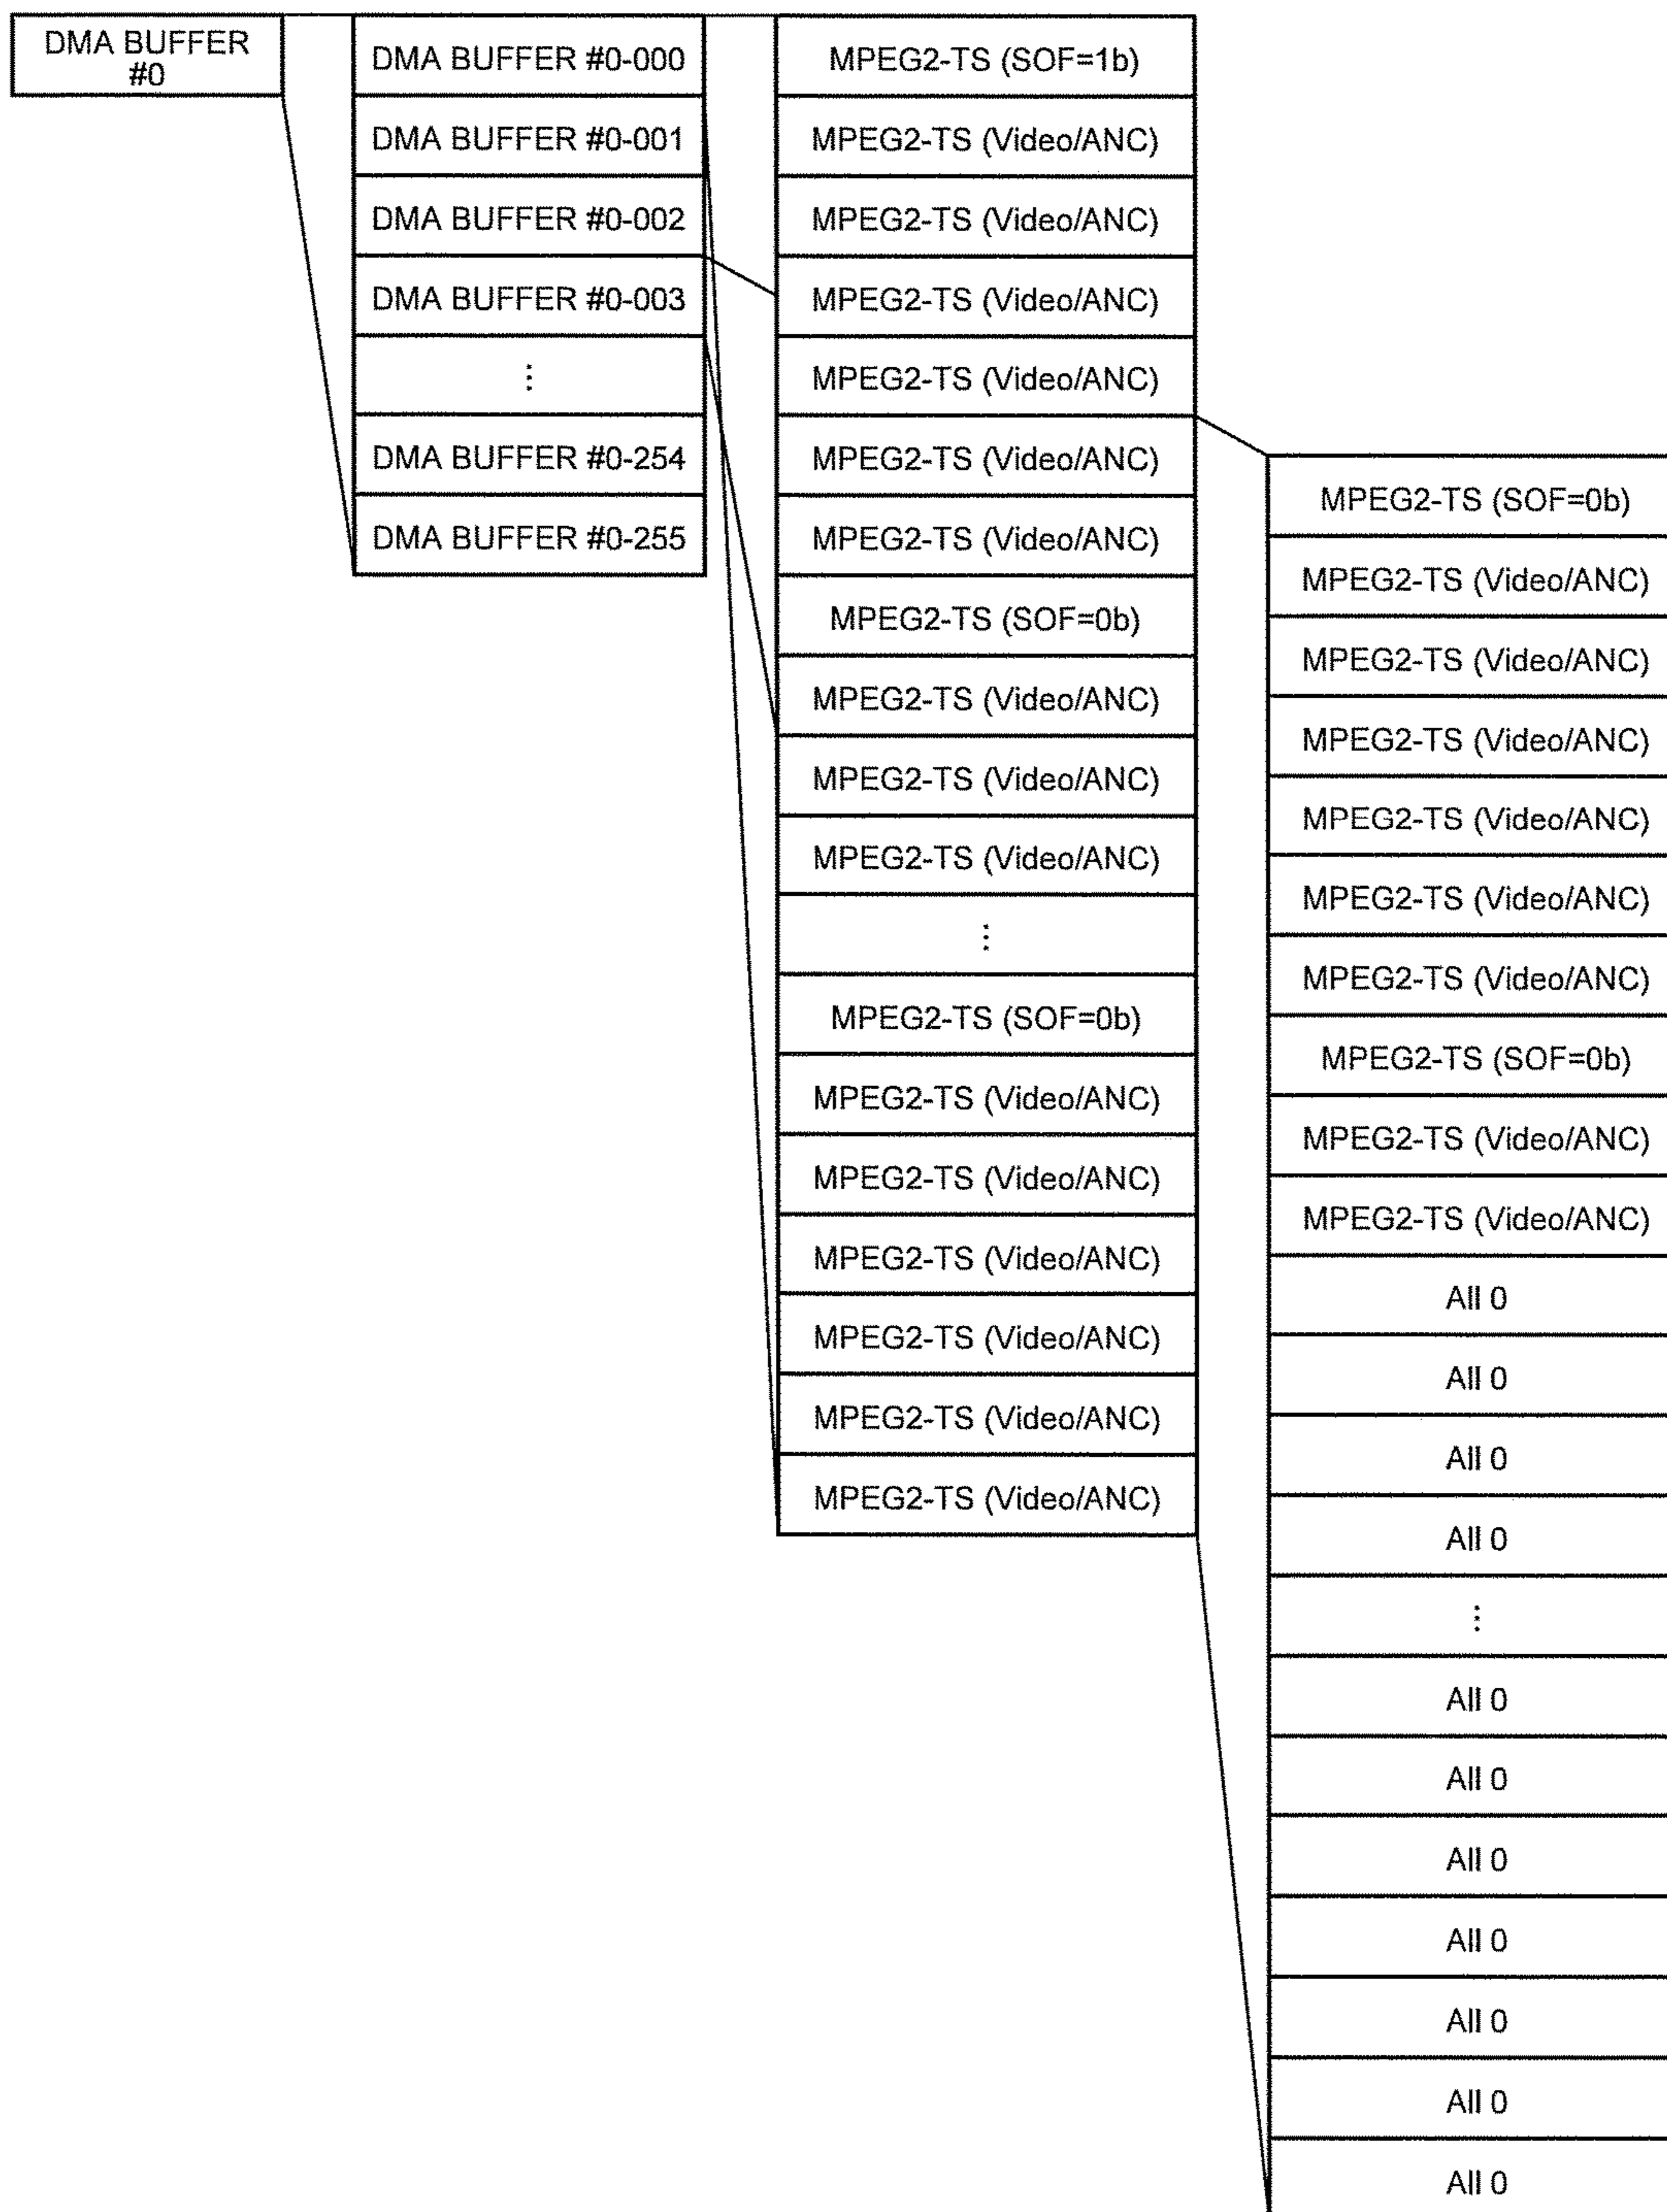 DMA BUFFER
#0
DMA BUFFER #0-000
DMA BUFFER #0-001
DMA BUFFER #0-002
DMA BUFFER #0-003
⋮
DMA BUFFER #0-254
DMA BUFFER #0-255
MPEG2-TS (SOF=1b)
MPEG2-TS (Video/ANC)
MPEG2-TS (Video/ANC)
MPEG2-TS (Video/ANC)
MPEG2-TS (Video/ANC)
MPEG2-TS (Video/ANC)
MPEG2-TS (Video/ANC)
MPEG2-TS (SOF=0b)
MPEG2-TS (Video/ANC)
MPEG2-TS (Video/ANC)
MPEG2-TS (Video/ANC)
⋮
MPEG2-TS (SOF=0b)
MPEG2-TS (Video/ANC)
MPEG2-TS (Video/ANC)
MPEG2-TS (Video/ANC)
MPEG2-TS (Video/ANC)
MPEG2-TS (Video/ANC)
MPEG2-TS (Video/ANC)
MPEG2-TS (SOF=0b)
MPEG2-TS (Video/ANC)
MPEG2-TS (Video/ANC)
MPEG2-TS (Video/ANC)
MPEG2-TS (Video/ANC)
MPEG2-TS (Video/ANC)
MPEG2-TS (Video/ANC)
MPEG2-TS (SOF=0b)
MPEG2-TS (Video/ANC)
MPEG2-TS (Video/ANC)
All 0
All 0
All 0
All 0
⋮
All 0
All 0
All 0
All 0
All 0
All 0
All 0